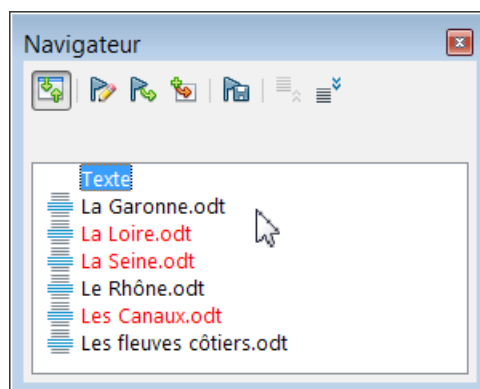 Navigateur
Texte
La Garonne.odt
La Loire.odt
La Seine.odt
Le Rhône.odt
Les Canaux.odt
Les fleuves côtiers.odt